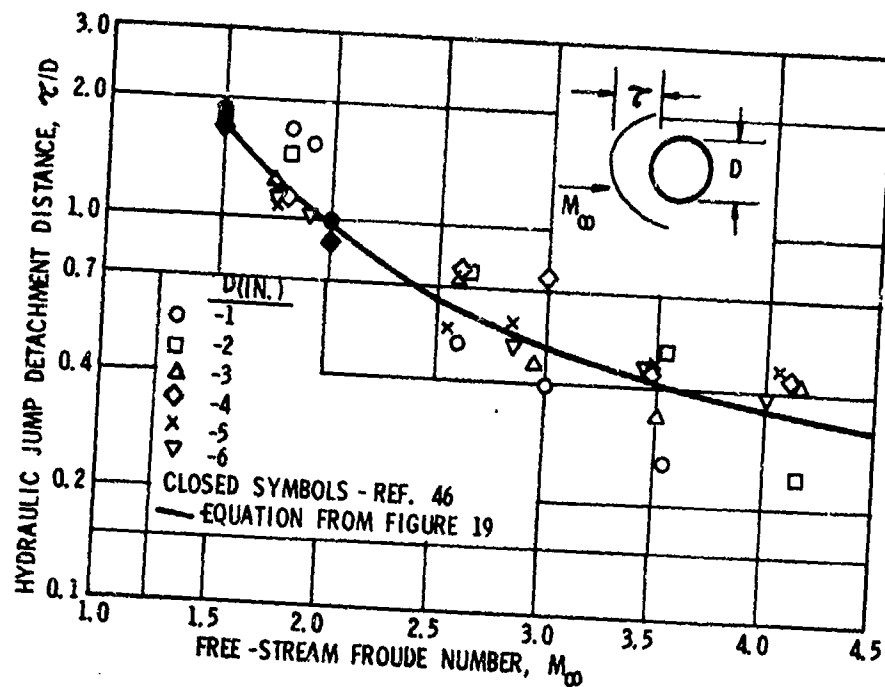 HYDRAULIC JUMP DETACHMENT DISTANCE, τ/D
3.0
2.0
1.0
0.7
0.4
0.2
0.1
τ
D
M∞
D(IN.)
○ -1
□ -2
△ -3
◇ -4
× -5
▽ -6
CLOSED SYMBOLS - REF. 46
EQUATION FROM FIGURE 19
1.0 1.5 2.0 2.5 3.0 3.5 4.0 4.5
FREE-STREAM FROUDE NUMBER, M∞